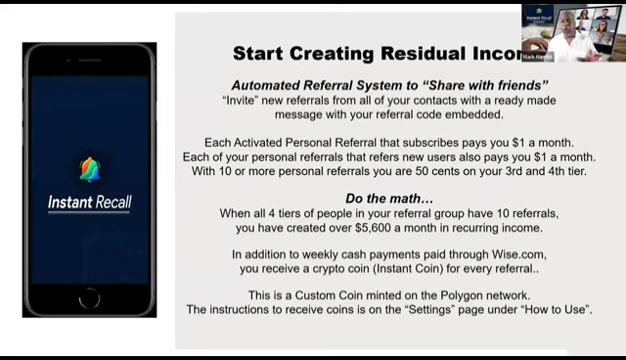 Start Creating Residual Incom
Automated Referral System to “Share with friends”
“Invite” new referrals from all of your contacts with a ready made
message with your referral code embedded.
Each Activated Personal Referral that subscribes pays you $1 a month.
Each of your personal referrals that refers new users also pays you $1 a month.
With 10 or more personal referrals you are 50 cents on your 3rd and 4th tier.
Do the math…
When all 4 tiers of people in your referral group have 10 referrals,
you have created over $5,600 a month in recurring income.
In addition to weekly cash payments paid through Wise.com,
you receive a crypto coin (Instant Coin) for every referral..
This is a Custom Coin minted on the Polygon network.
The instructions to receive coins is on the “Settings” page under “How to Use”.
Instant Recall
Instant Recall
Mark